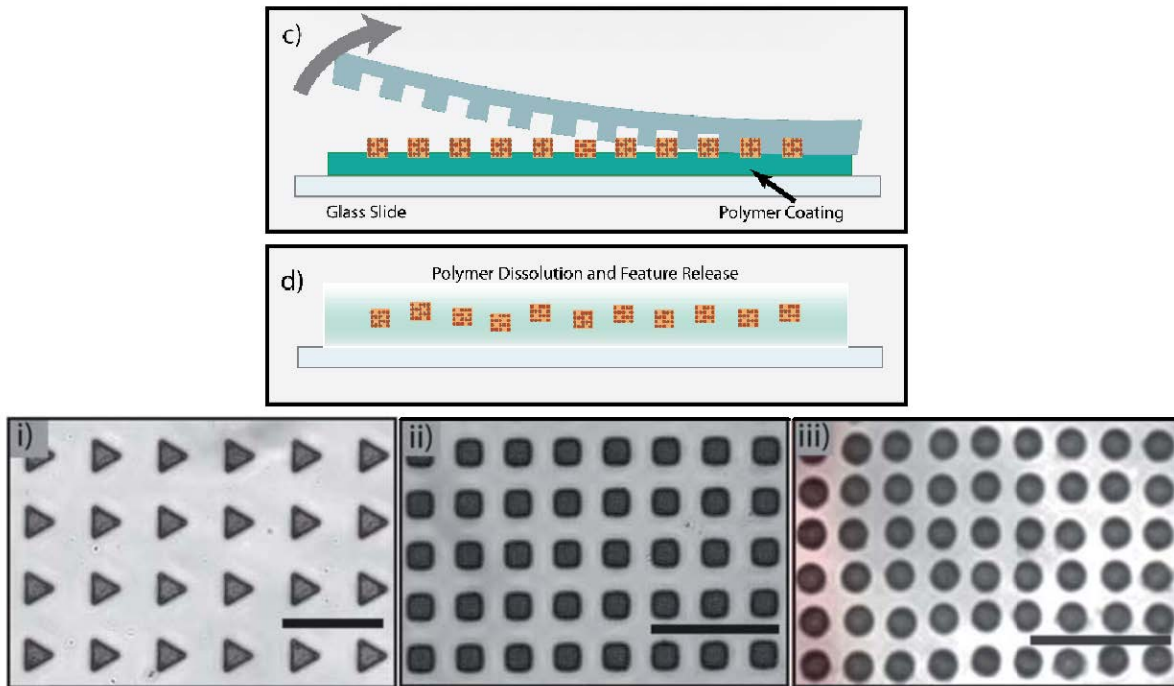 c)
Glass Slide
Polymer Coating
d)
Polymer Dissolution and Feature Release
i)
ii)
iii)